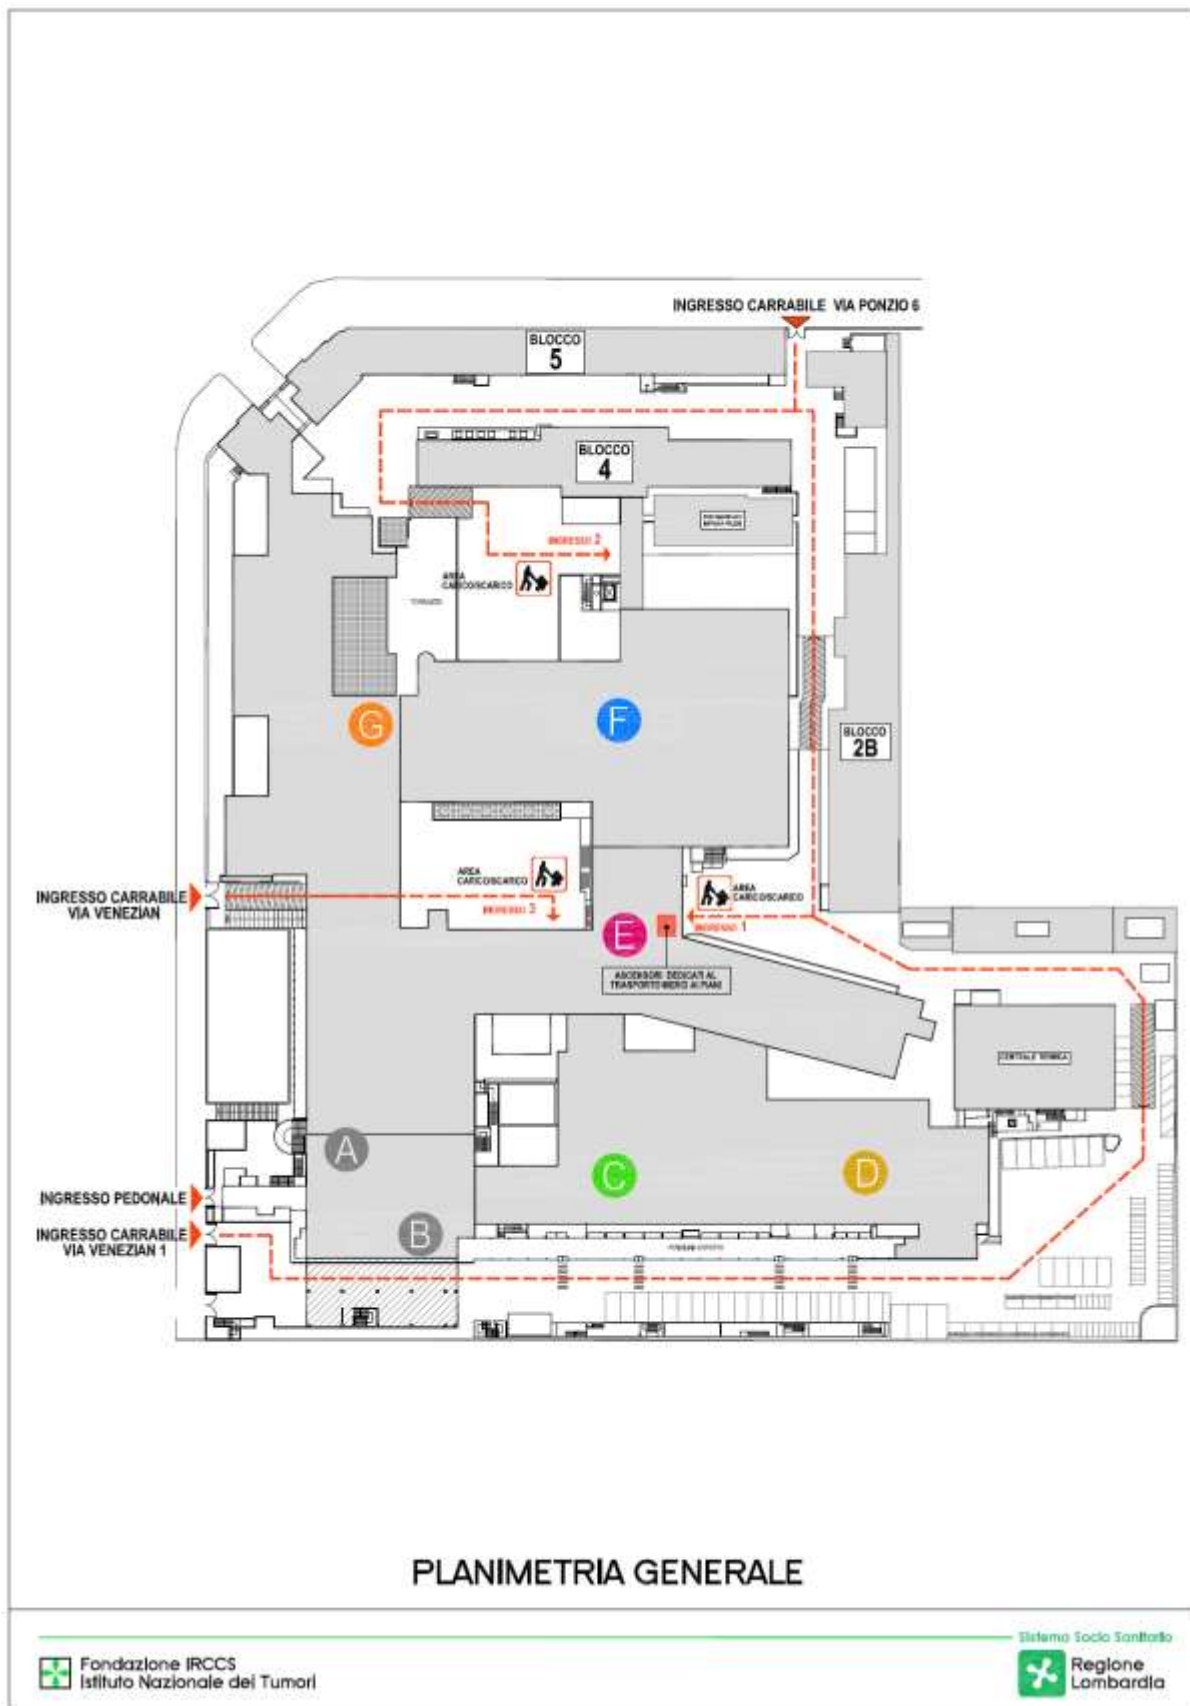 INGRESSO CARRABILE VIA PONZIO 6
BLOCCO
5
BLOCCO
4
INGRESSO 2
AREA
CARICO/SCARICO
TERRAZZO
G
F
BLOCCO
2B
AREA
CARICO/SCARICO
AREA
CARICO/SCARICO
INGRESSO CARRABILE
VIA VENEZIAN
INGRESSO 3
INGRESSO 1
E
ASCENSORI DEDICATI AL
TRASPORTO MERCI AI PIANI
CENTRALE TERMICA
A
C
D
INGRESSO PEDONALE
INGRESSO CARRABILE
VIA VENEZIAN 1
B
PLANIMETRIA GENERALE
Sistema Socio Sanitario
Fondazione IRCCS
Istituto Nazionale dei Tumori
Regione
Lombardia